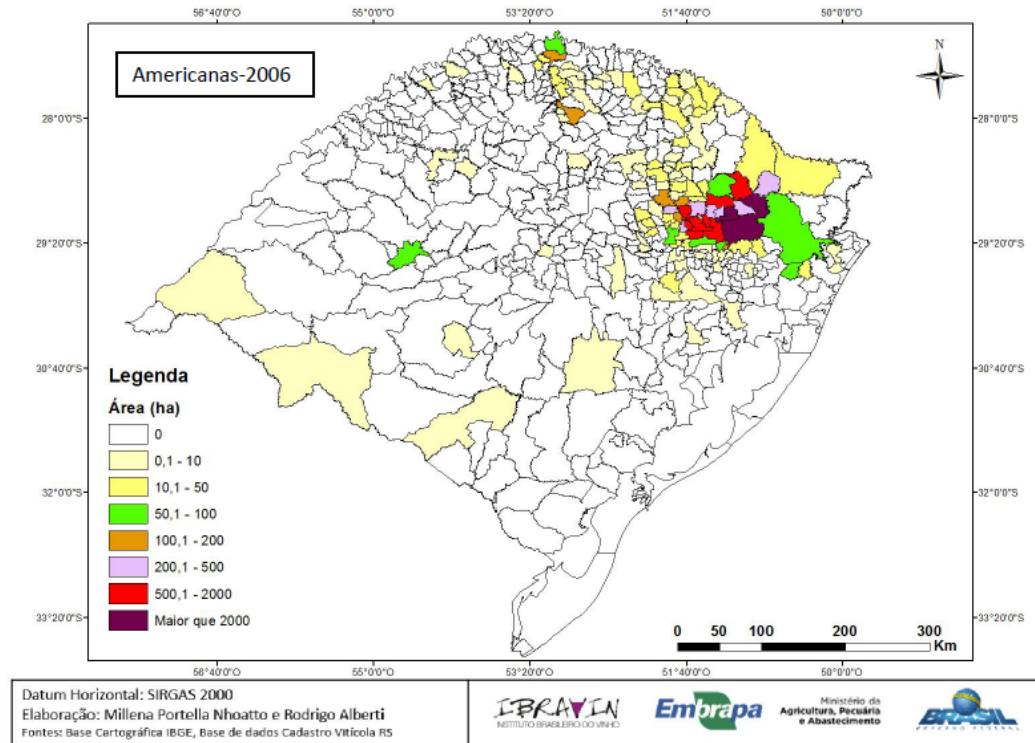 56°40'0"O 55°0'0"O 53°20'0"O 51°40'0"O 50°0'0"O
Americanas-2006
N
28°0'0"S 28°0'0"S
29°20'0"S 29°20'0"S
30°40'0"S 30°40'0"S
32°0'0"S 32°0'0"S
33°20'0"S 33°20'0"S
Legenda
Área (ha)
0
0,1 - 10
10,1 - 50
50,1 - 100
100,1 - 200
200,1 - 500
500,1 - 2000
Maior que 2000
0 50 100 200 300
Km
56°40'0"O 55°0'0"O 53°20'0"O 51°40'0"O 50°0'0"O
Datum Horizontal: SIRGAS 2000
Elaboração: Millena Portella Nhoatto e Rodrigo Alberti
Fontes: Base Cartográfica IBGE, Base de dados Cadastro Vitícola RS
IBRAVIN
INSTITUTO BRASILEIRO DO VINHO
Embrapa
Ministério da
Agricultura, Pecuária
e Abastecimento
BRASIL
GOVERNO FEDERAL